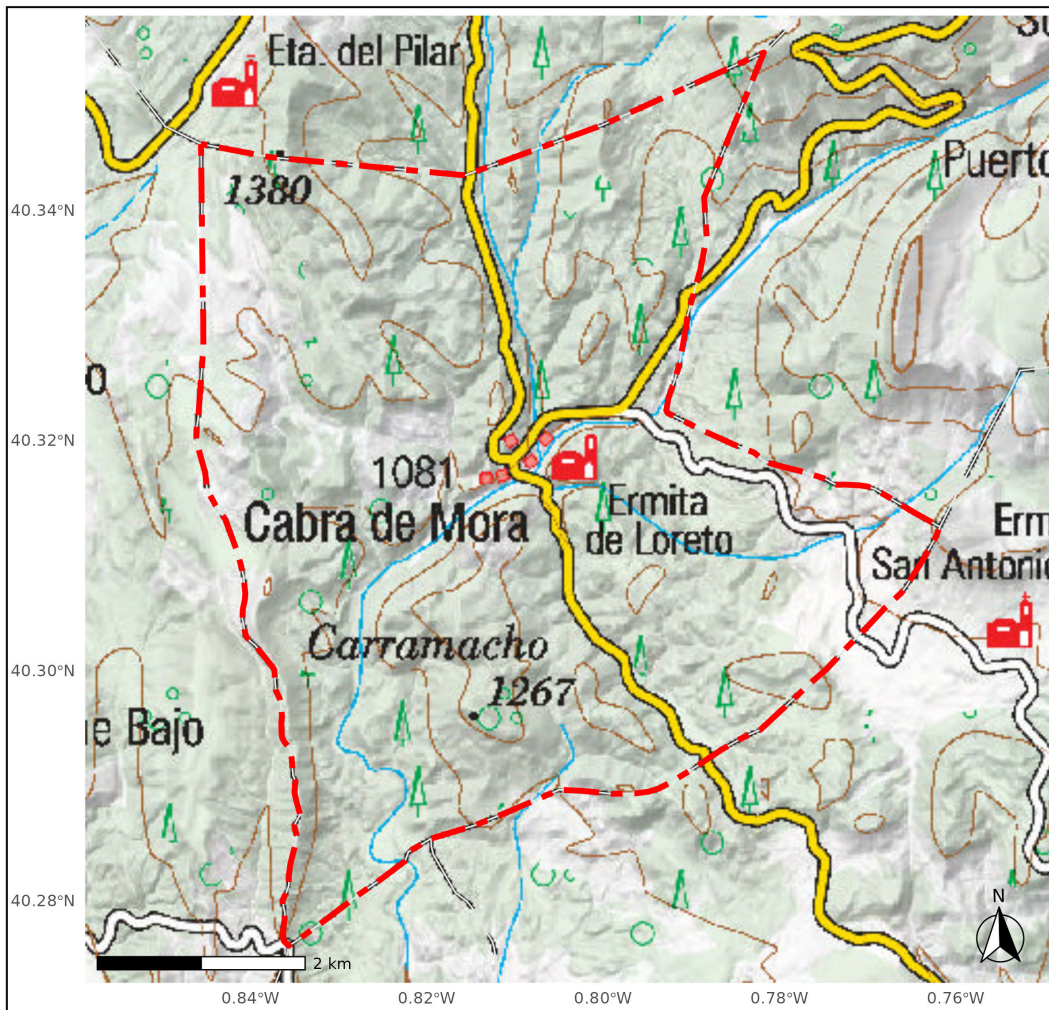 Eta. del Pilar
Puerto
1380
40.34°N
40.32°N
1081
Cabra de Mora
Ermita
de Loreto
San Antonio
Carramacho
40.30°N
1267
Bajo
40.28°N
N
2 km
0.84°W
0.82°W
0.80°W
0.78°W
0.76°W